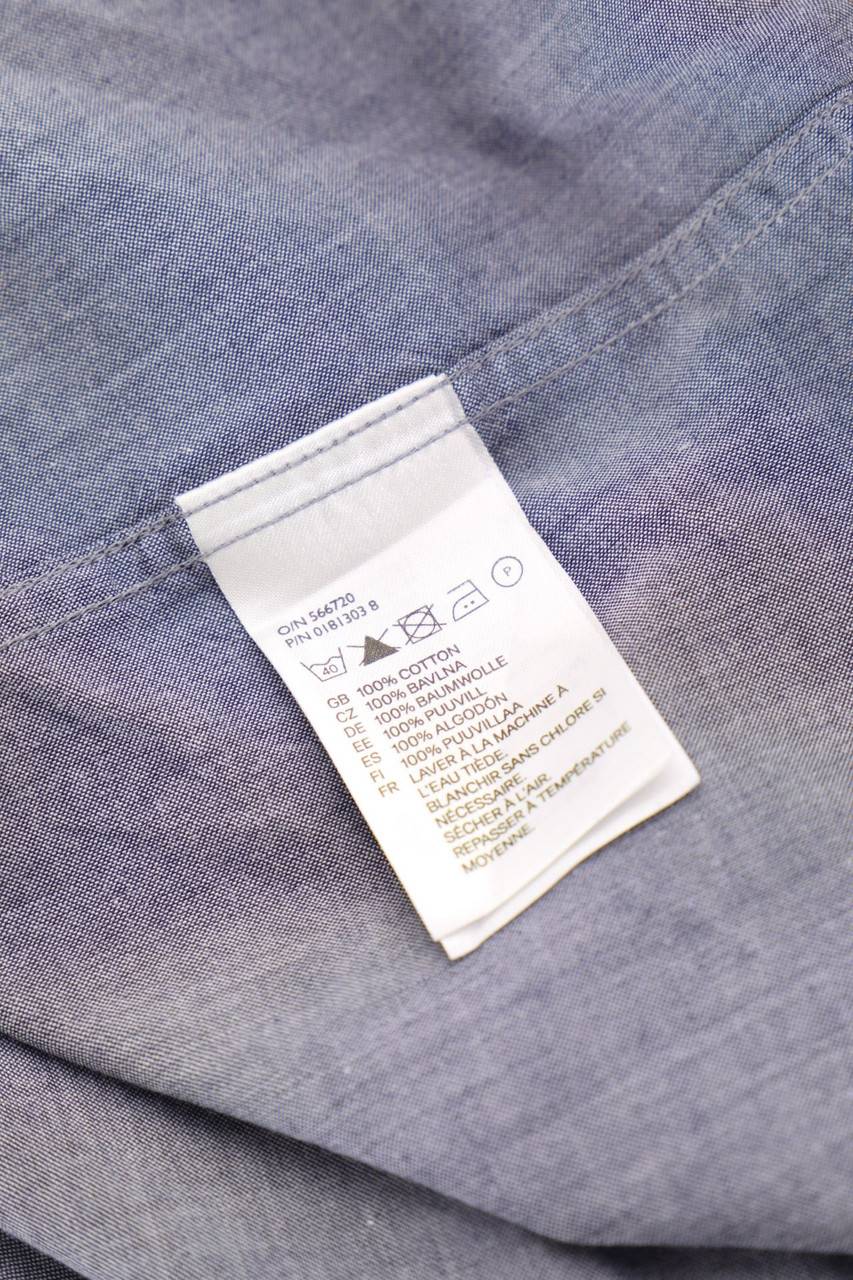 O/N 566720
P/N 0181303 8
40 P
GB 100% COTTON
CZ 100% BAVLNA
DE 100% BAUMWOLLE
EE 100% PUUVILL
ES 100% ALGODÓN
FI 100% PUUVILLAA
FR LAVER À LA MACHINE À
L'EAU TIÈDE.
BLANCHIR SANS CHLORE SI
NÉCESSAIRE.
SÉCHER À L'AIR.
REPASSER À TEMPÉRATURE
MOYENNE.